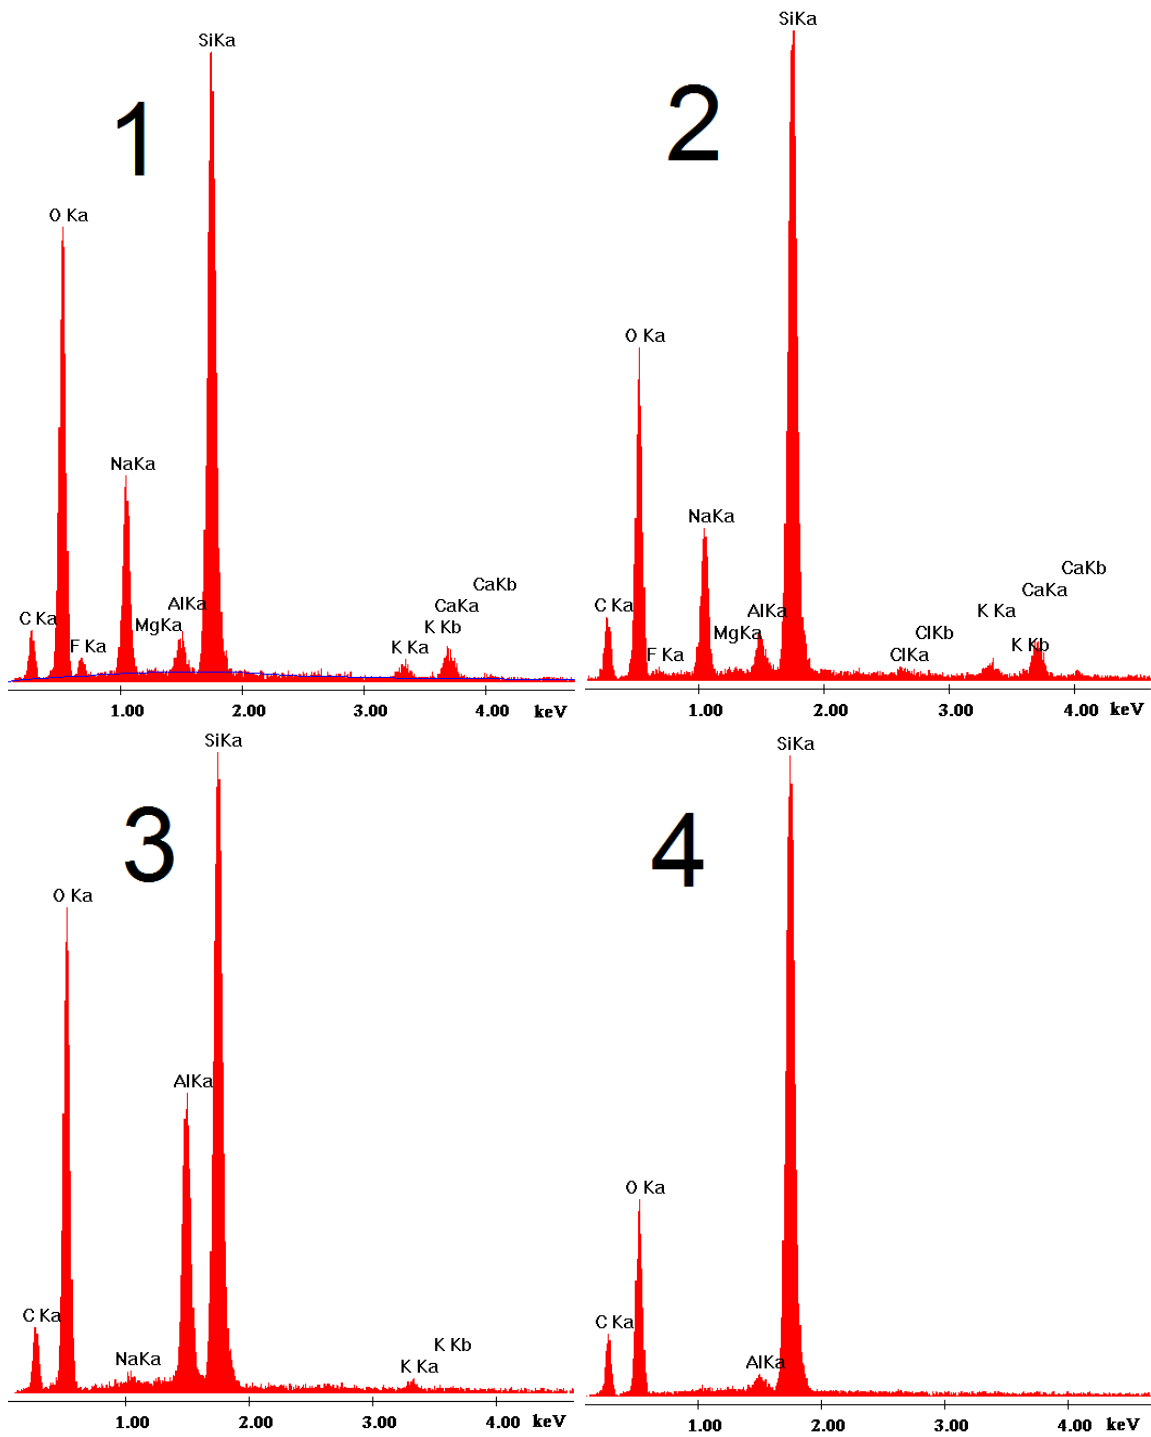 SiKa
1
O Ka
NaKa
C Ka
F Ka
MgKa
AlKa
K Ka
K Kb
CaKa
CaKb
1.00 2.00 3.00 4.00 keV
SiKa
2
O Ka
NaKa
C Ka
F Ka
MgKa
AlKa
ClKa
ClKb
K Ka
K Kb
CaKa
CaKb
1.00 2.00 3.00 4.00 keV
SiKa
3
O Ka
AlKa
C Ka
NaKa
K Ka
K Kb
1.00 2.00 3.00 4.00 keV
SiKa
4
O Ka
C Ka
AlKa
1.00 2.00 3.00 4.00 keV